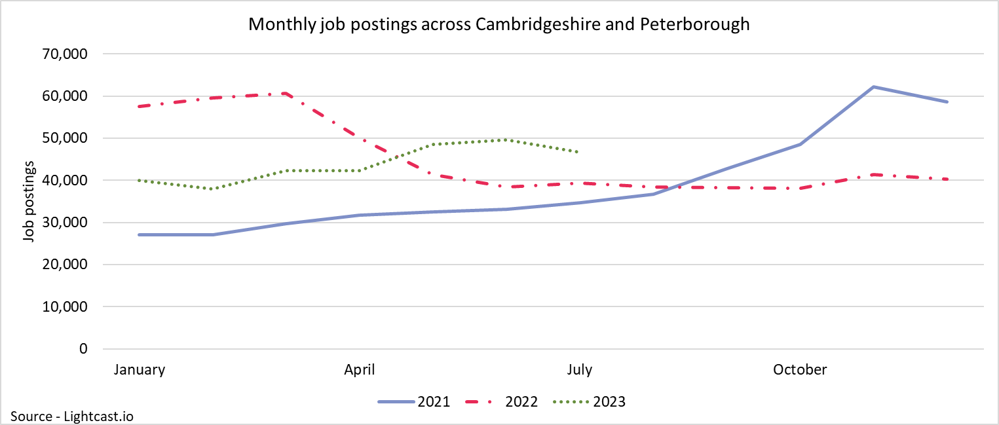 Monthly job postings across Cambridgeshire and Peterborough
70,000
60,000
50,000
40,000
30,000
20,000
10,000
0
Job postings
January April July October
2021 2022 2023
Source - Lightcast.io